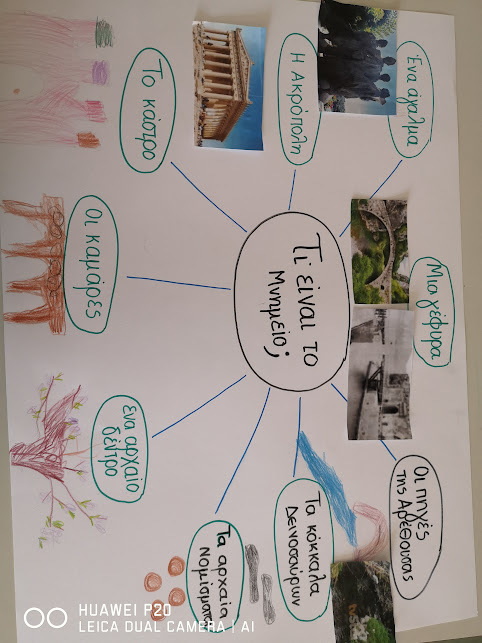 Ένα άγαλμα
Μια γέφυρα
Οι πηγές
της Αρέθουσας
Η Ακρόπολη
Τι είναι το
Μνημείο;
Τα κόκκαλα
Δεινοσαύρων
Τα αρχαία
Νομίσματα
Το κάστρο
Οι καμάρες
ενα αρχαίο
δέντρο
tvst
HUAWEI P20
LEICA DUAL CAMERA | AI